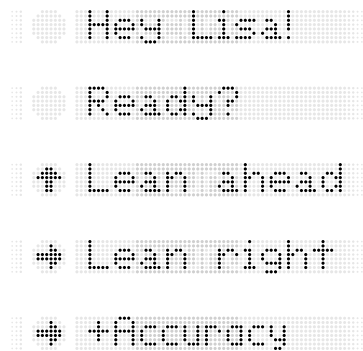 Hey Lisa!
Ready?
↑ Lean ahead
→ Lean right
→ +Accuracy